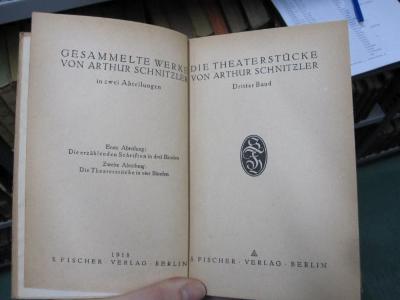 GESAMMELTE WERKE
VON ARTHUR SCHNITZLER
in zwei Abteilungen
Erste Abteilung:
Die erzählenden Schriften in drei Bänden
Zweite Abteilung:
Die Theaterstücke in vier Bänden
1918
S. FISCHER · VERLAG · BERLIN
DIE THEATERSTÜCKE
VON ARTHUR SCHNITZLER
Dritter Band
S. FISCHER · VERLAG · BERLIN